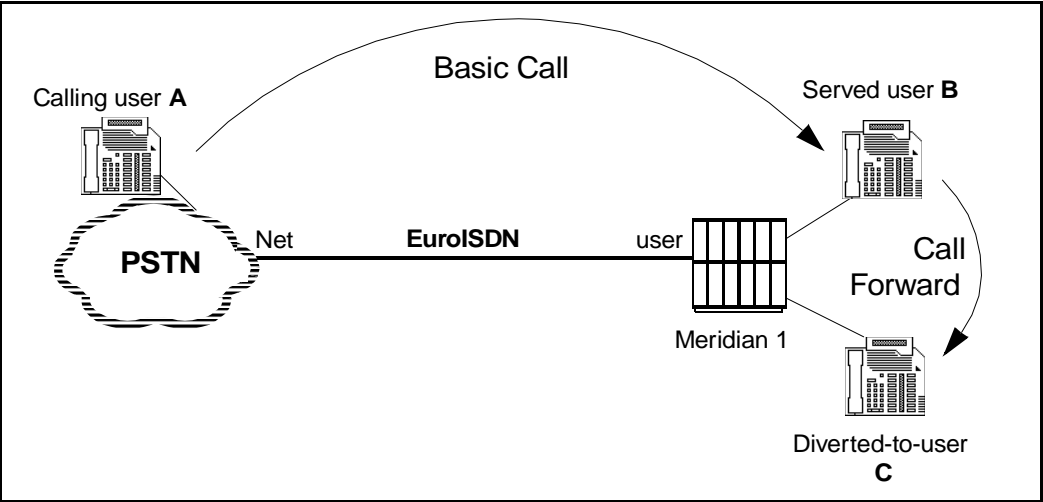 Basic Call
Calling user A
Served user B
Net
EuroISDN
user
PSTN
Call
Forward
Meridian 1
Diverted-to-user
C